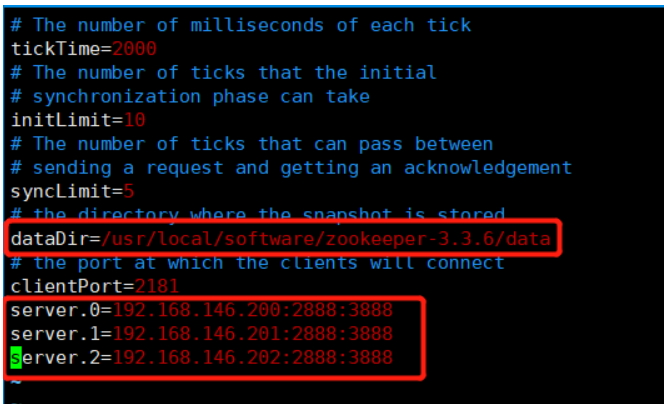 # The number of milliseconds of each tick
tickTime=2000
# The number of ticks that the initial
# synchronization phase can take
initLimit=10
# The number of ticks that can pass between
# sending a request and getting an acknowledgement
syncLimit=5
# the directory where the snapshot is stored
dataDir=/usr/local/software/zookeeper-3.3.6/data
# the port at which the clients will connect
clientPort=2181
server.0=192.168.146.200:2888:3888
server.1=192.168.146.201:2888:3888
server.2=192.168.146.202:2888:3888
~